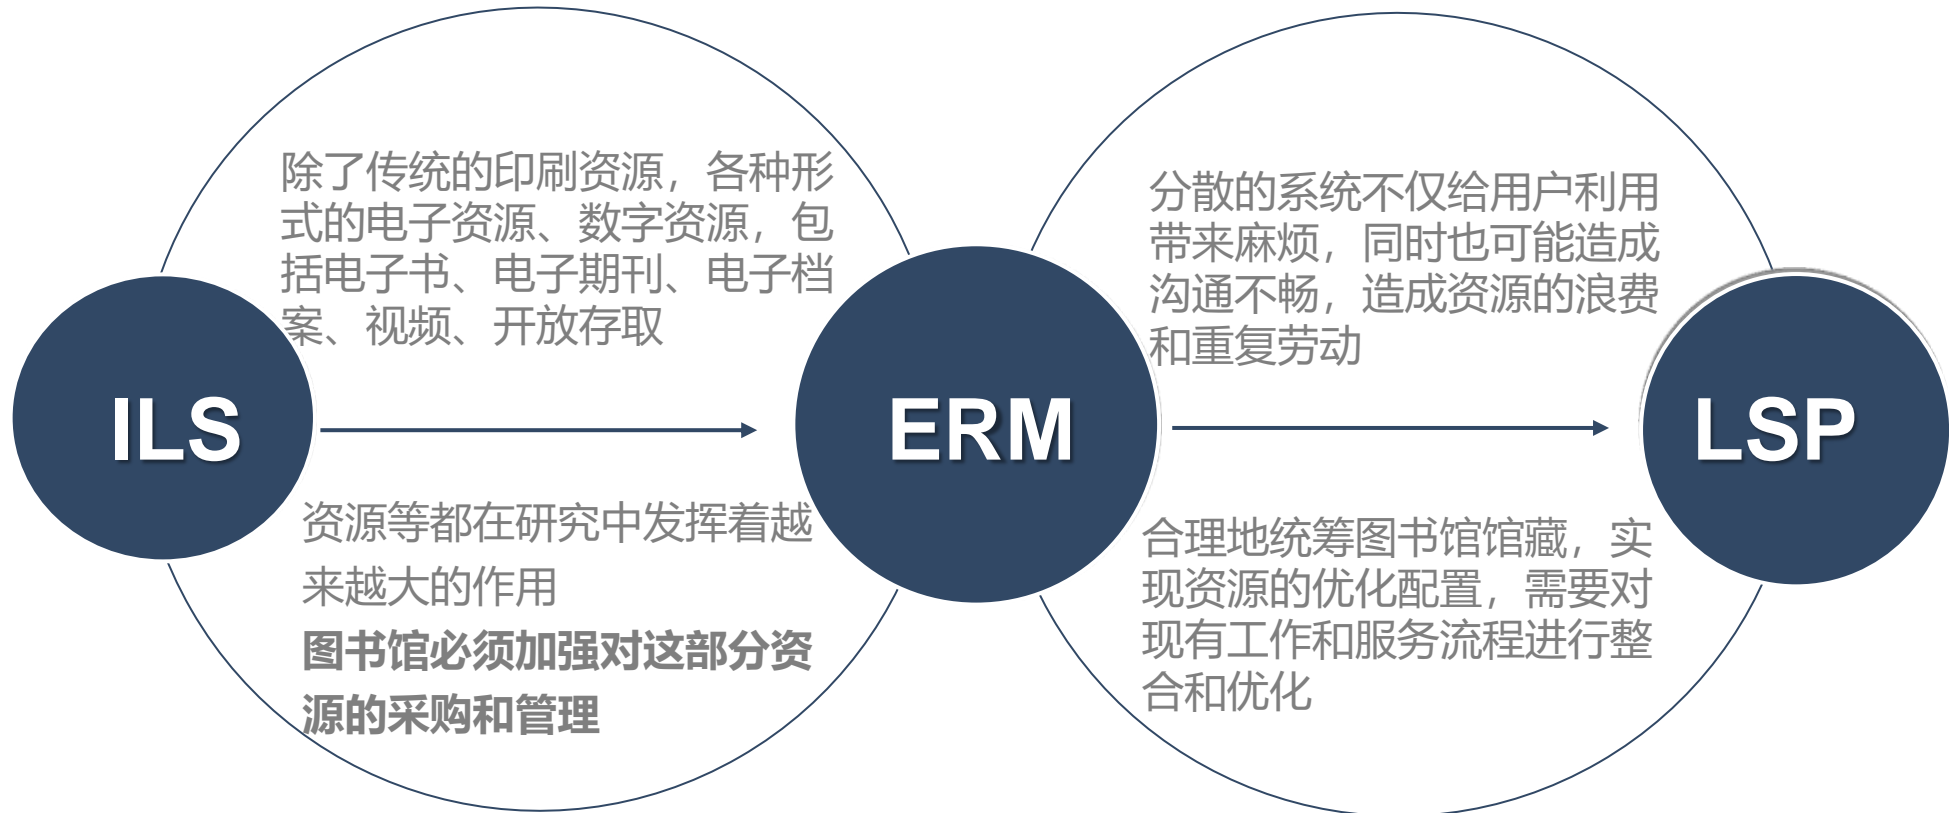 除了传统的印刷资源，各种形
式的电子资源、数字资源，包
括电子书、电子期刊、电子档
案、视频、开放存取
资源等都在研究中发挥着越
来越大的作用
图书馆必须加强对这部分资
源的采购和管理
分散的系统不仅给用户利用
带来麻烦，同时也可能造成
沟通不畅，造成资源的浪费
和重复劳动
合理地统筹图书馆馆藏，实
现资源的优化配置，需要对
现有工作和服务流程进行整
合和优化
ILS
ERM
LSP